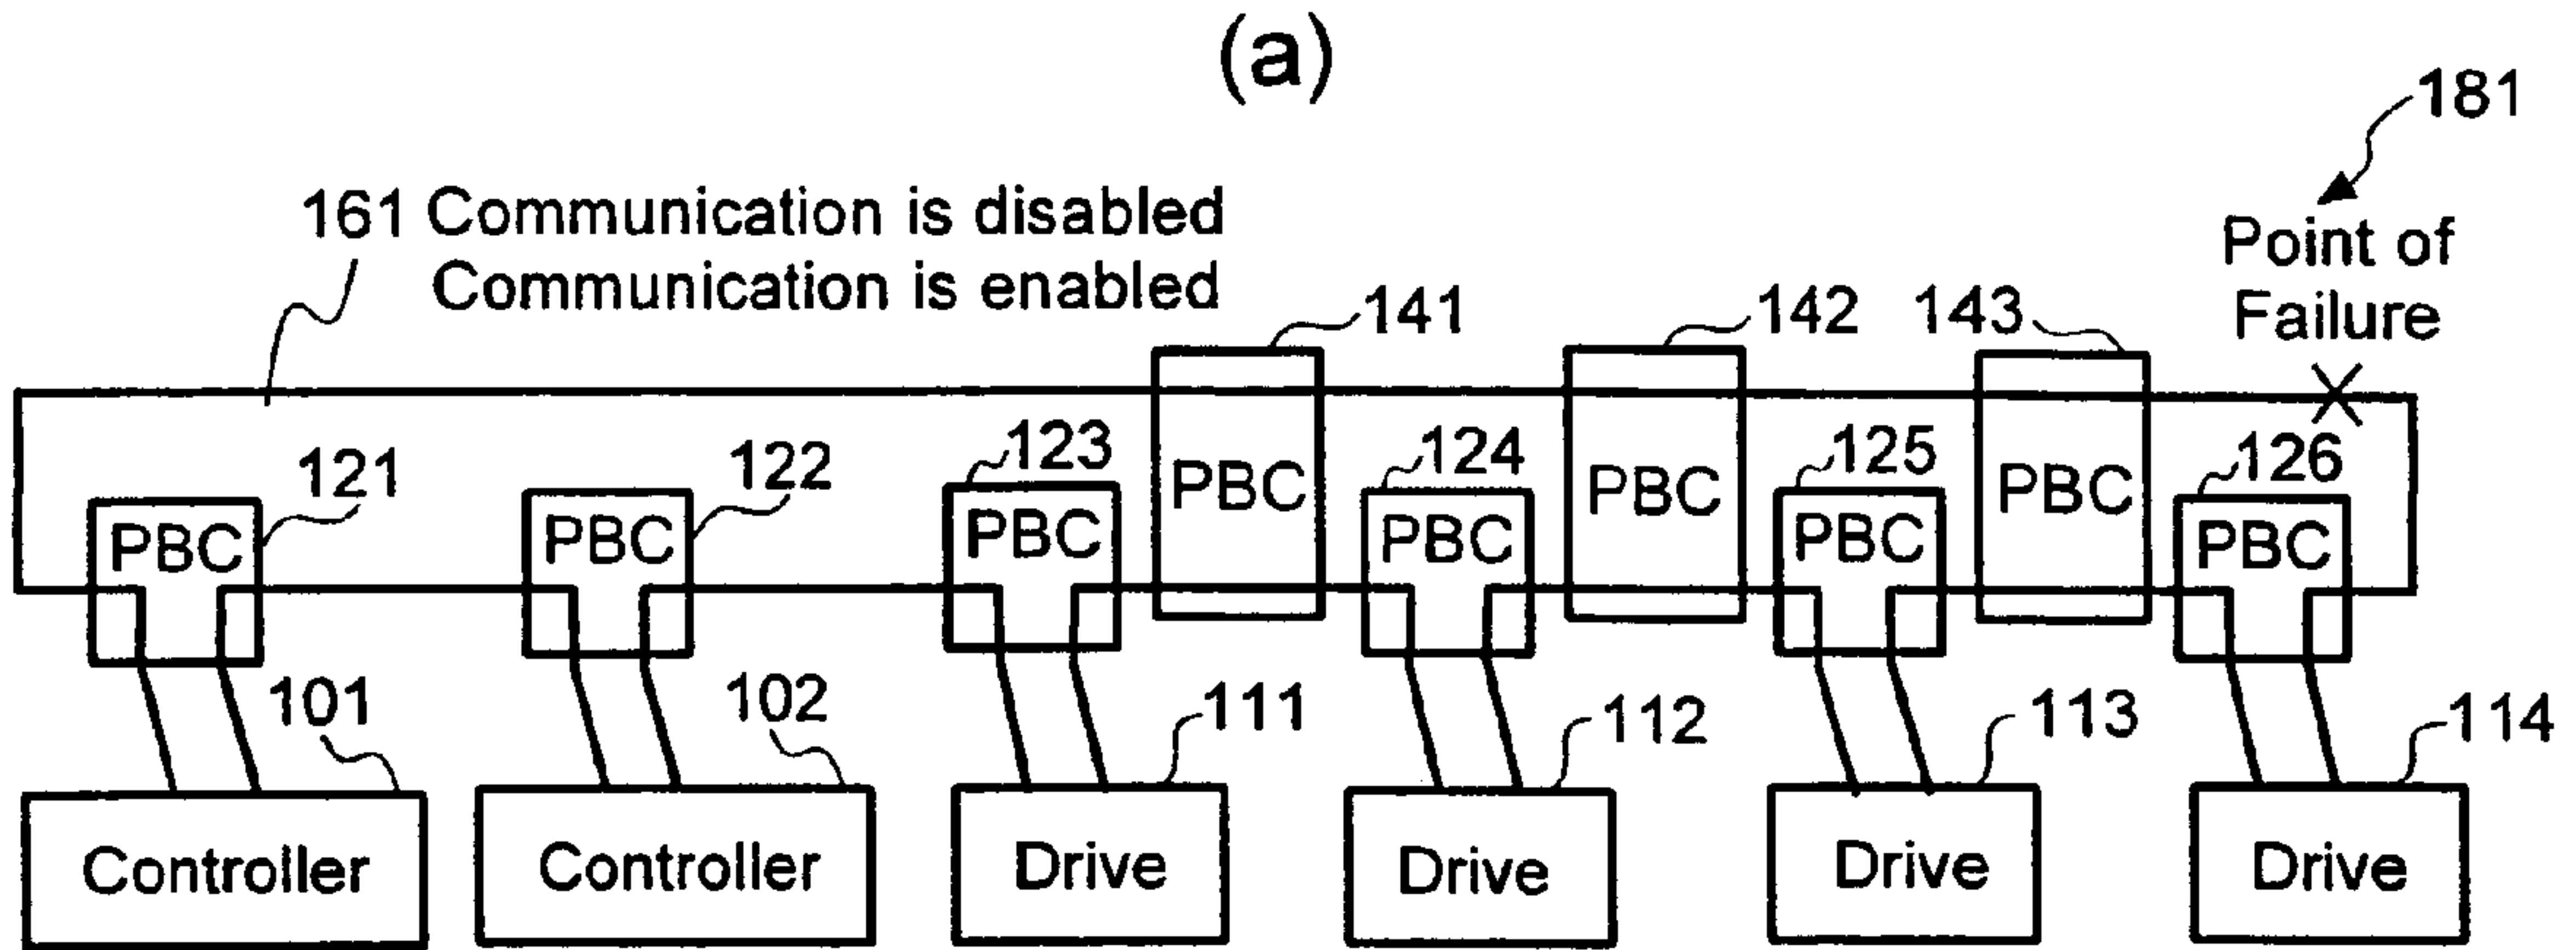 (a)
181
161 Communication is disabled
Communication is enabled
Point of
Failure
141
142
143
121
122
123
124
125
126
PBC
PBC
PBC
PBC
PBC
PBC
PBC
PBC
PBC
101
102
111
112
113
114
Controller
Controller
Drive
Drive
Drive
Drive